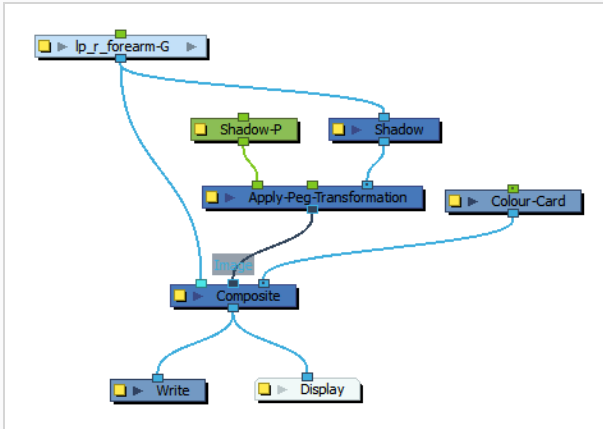 lp_r_forearm-G
Shadow-P
Shadow
Apply-Peg-Transformation
Colour-Card
Image
Composite
Write
Display